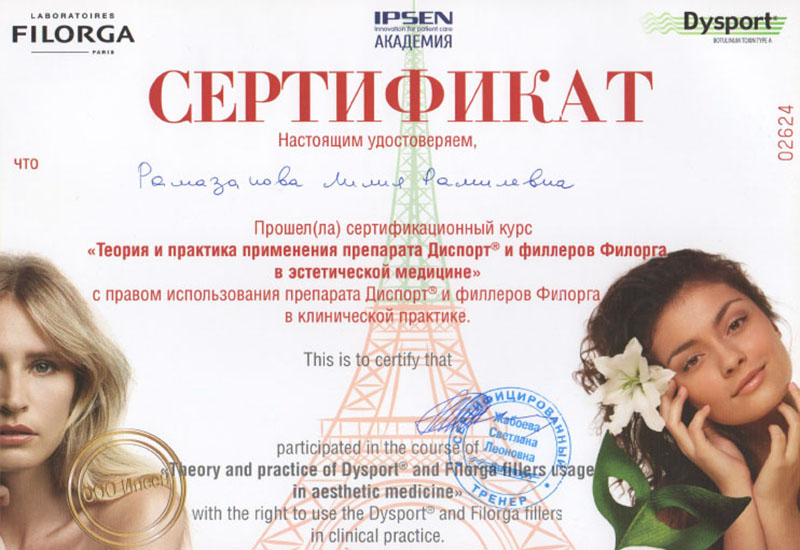 LABORATOIRES
FILORGA
PARIS
IPSEN
Innovation for patient care
АКАДЕМИЯ
Dysport®
BOTULINUM TOXIN TYPE A
СЕРТИФИКАТ
02624
Настоящим удостоверяем,
что
Рамазанова Лилия Рамилевна
Прошел(ла) сертификационный курс
«Теория и практика применения препарата Диспорт® и филлеров Филорга
в эстетической медицине»
с правом использования препарата Диспорт® и филлеров Филорга
в клинической практике.
This is to certify that
СЕРТИФИЦИРОВАННЫЙ
Жабоева
Светлана
Леоновна
ТРЕНЕР
participated in the course of
«Theory and practice of Dysport® and Filorga fillers usage
in aesthetic medicine»
ООО Ипсен
with the right to use the Dysport® and Filorga fillers
in clinical practice.